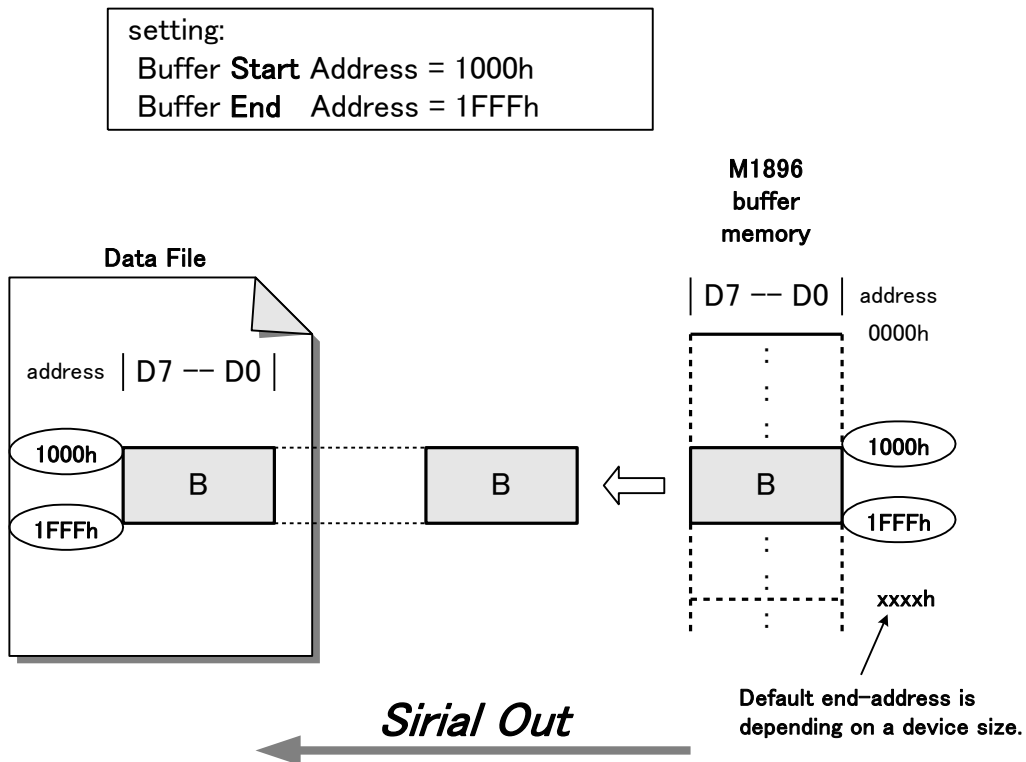 setting:
Buffer Start Address = 1000h
Buffer End Address = 1FFFh
M1896
buffer
memory
Data File
D7 -- D0 address
0000h
address D7 -- D0
1000h
B
1FFFh
B
B
1000h
1FFFh
xxxxh
Default end-address is
depending on a device size.
Sirial Out